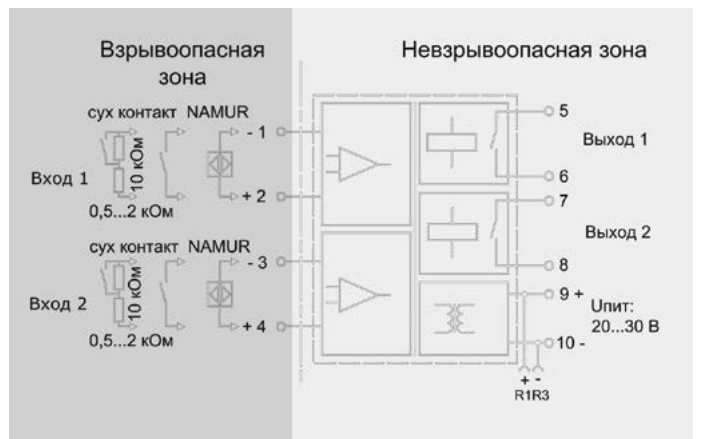 Взрывоопасная
зона
Невзрывоопасная зона
сух контакт NAMUR
- 1
10 кОм
Вход 1
+ 2
0,5...2 кОм
сух контакт NAMUR
- 3
10 кОм
Вход 2
+ 4
0,5...2 кОм
5
Выход 1
6
7
Выход 2
8
9 +
Uпит:
20...30 В
10 -
+ -
R1R3